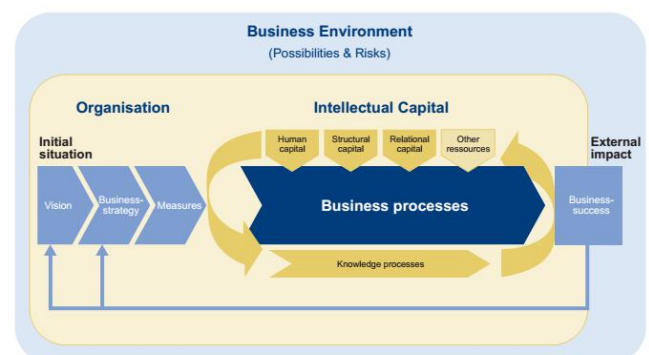 Business Environment
(Possibilities & Risks)
Organisation
Intellectual Capital
Initial
situation
Human
capital
Structural
capital
Relational
capital
Other
ressources
External
impact
Vision
Business-
strategy
Measures
Business processes
Business-
success
Knowledge processes